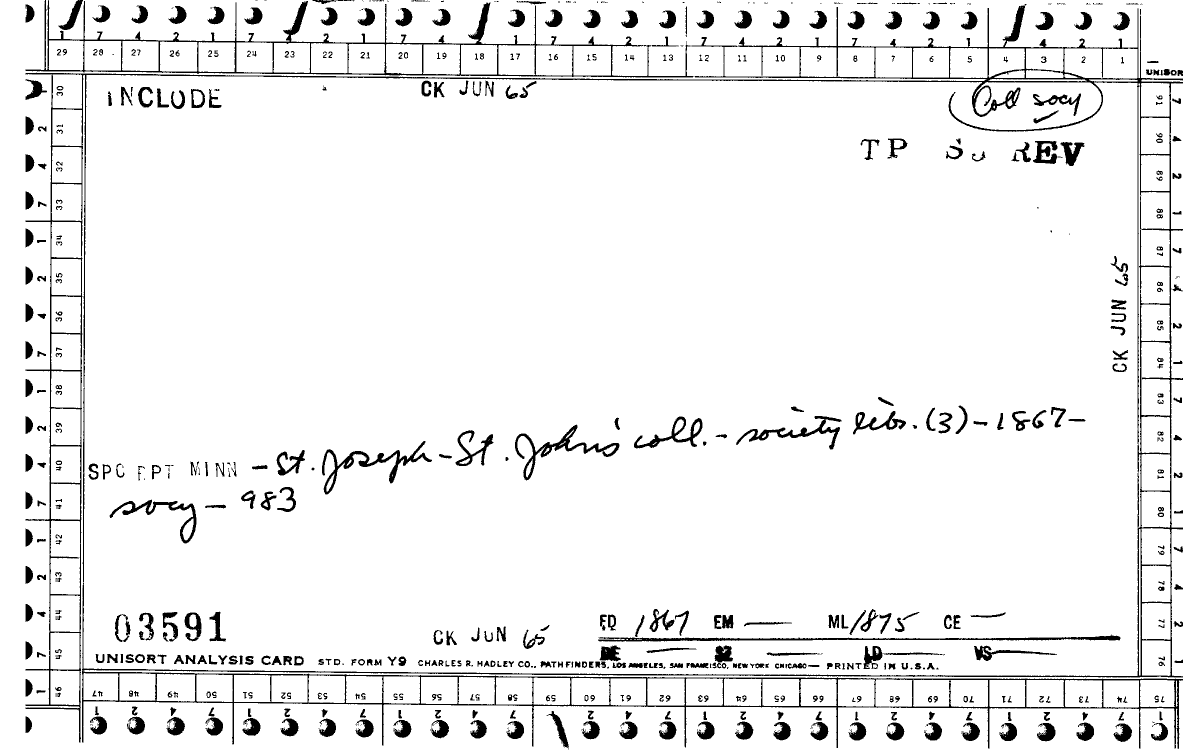 1 7 4 2 1 7 4 2 1 7 4 2 1 7 4 2 1 7 4 2 1 7 4 2 1 7 4 2 1
29 28 27 26 25 24 23 22 21 20 19 18 17 16 15 14 13 12 11 10 9 8 7 6 5 4 3 2 1
UNISOR
INCLUDE CK JUN 65 Coll socy
TP REV
CK JUN 65
SPC RPT MINN - St. Joseph - St. John's coll. - society libs. (3) - 1867 -
socy - 983
03591 CK JUN 65
FD 1867 EM — ML 1875 CE —
DE — SZ — LD — VS —
UNISORT ANALYSIS CARD STD. FORM Y9 CHARLES R. HADLEY CO., PATHFINDERS, LOS ANGELES, SAN FRANCISCO, NEW YORK CHICAGO — PRINTED IN U.S.A.
30 31 32 33 34 35 36 37 38 39 40 41 42 43 44 45 46
91 90 89 88 87 86 85 84 83 82 81 80 79 78 77 76
47 48 49 50 51 52 53 54 55 56 57 58 59 60 61 62 63 64 65 66 67 68 69 70 71 72 73 74 75